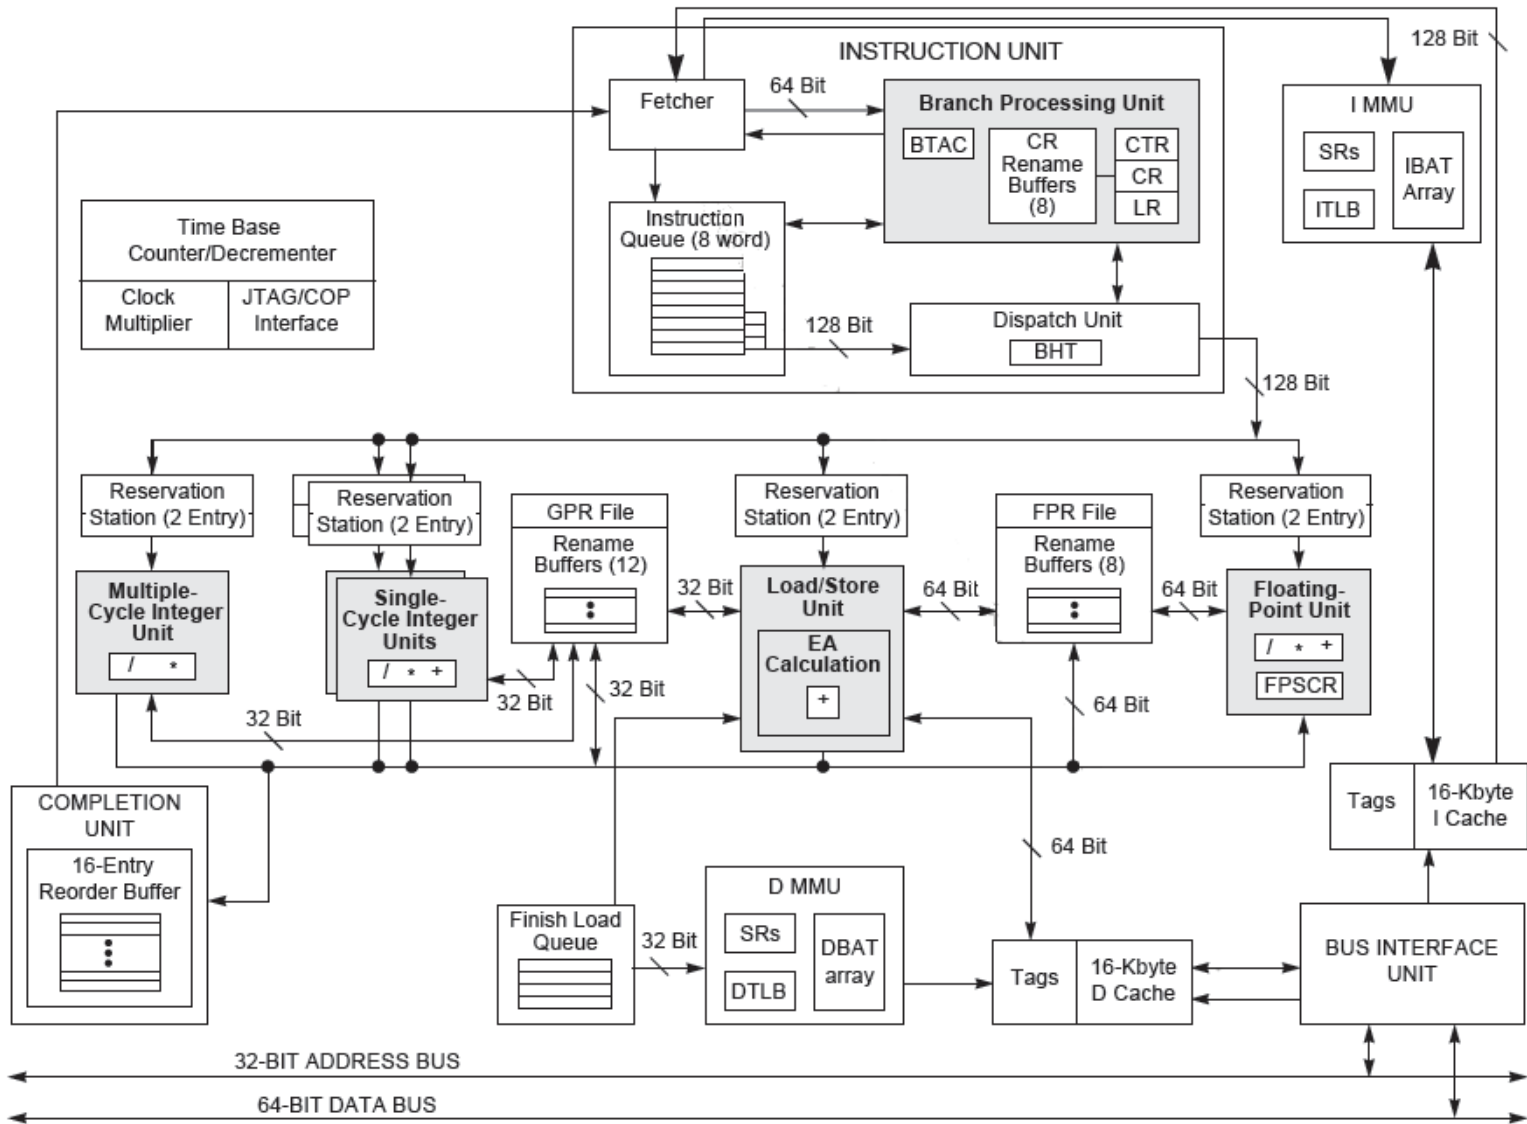 INSTRUCTION UNIT
128 Bit
Fetcher
64 Bit
Branch Processing Unit
BTAC
CR
Rename
Buffers
(8)
CTR
CR
LR
I MMU
SRs
ITLB
IBAT
Array
Time Base
Counter/Decrementer
Clock
Multiplier
JTAG/COP
Interface
Instruction
Queue (8 word)
128 Bit
Dispatch Unit
BHT
128 Bit
Reservation
Station (2 Entry)
Reservation
Station (2 Entry)
GPR File
Rename
Buffers (12)
Reservation
Station (2 Entry)
FPR File
Rename
Buffers (8)
Reservation
Station (2 Entry)
Multiple-
Cycle Integer
Unit
/ *
Single-
Cycle Integer
Units
/ * +
32 Bit
Load/Store
Unit
EA
Calculation
+
64 Bit
64 Bit
Floating-
Point Unit
/ * +
FPSCR
32 Bit
32 Bit
32 Bit
64 Bit
COMPLETION
UNIT
16-Entry
Reorder Buffer
Tags
16-Kbyte
I Cache
64 Bit
Finish Load
Queue
32 Bit
D MMU
SRs
DTLB
DBAT
array
Tags
16-Kbyte
D Cache
BUS INTERFACE
UNIT
32-BIT ADDRESS BUS
64-BIT DATA BUS